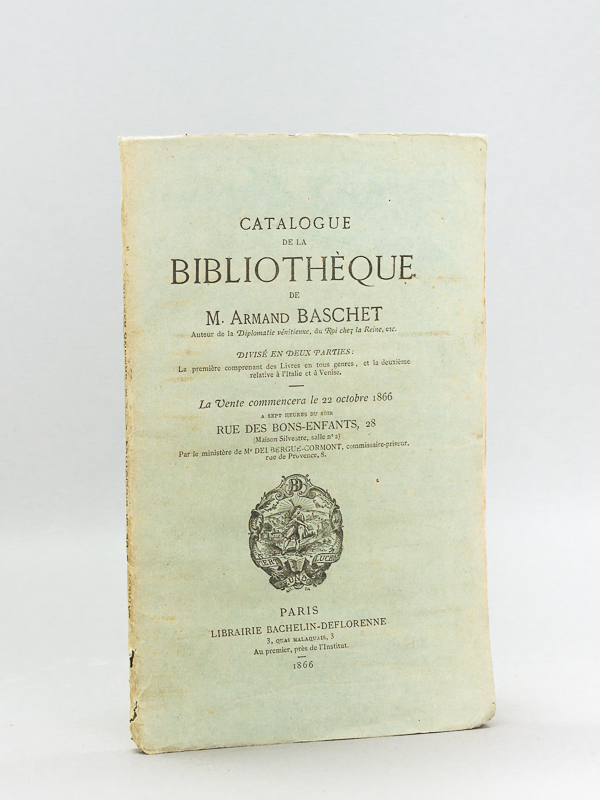 CATALOGUE
DE LA
BIBLIOTHÈQUE
DE
M. ARMAND BASCHET
Auteur de la Diplomatie vénitienne, du Roi chez la Reine, etc.
DIVISÉ EN DEUX PARTIES:
La première comprenant des Livres en tous genres, et la deuxième
relative à l'Italie et à Venise.
La Vente commencera le 22 octobre 1866
A SEPT HEURES DU SOIR
RUE DES BONS-ENFANTS, 28
(Maison Silvestre, salle nº 2)
Par le ministère de Me DELBERGUE-CORMONT, commissaire-priseur,
rue de Provence, 8.
LUCE
PARIS
LIBRAIRIE BACHELIN-DEFLORENNE
3, QUAI MALAQUAIS, 3
Au premier, près de l'Institut.
1866